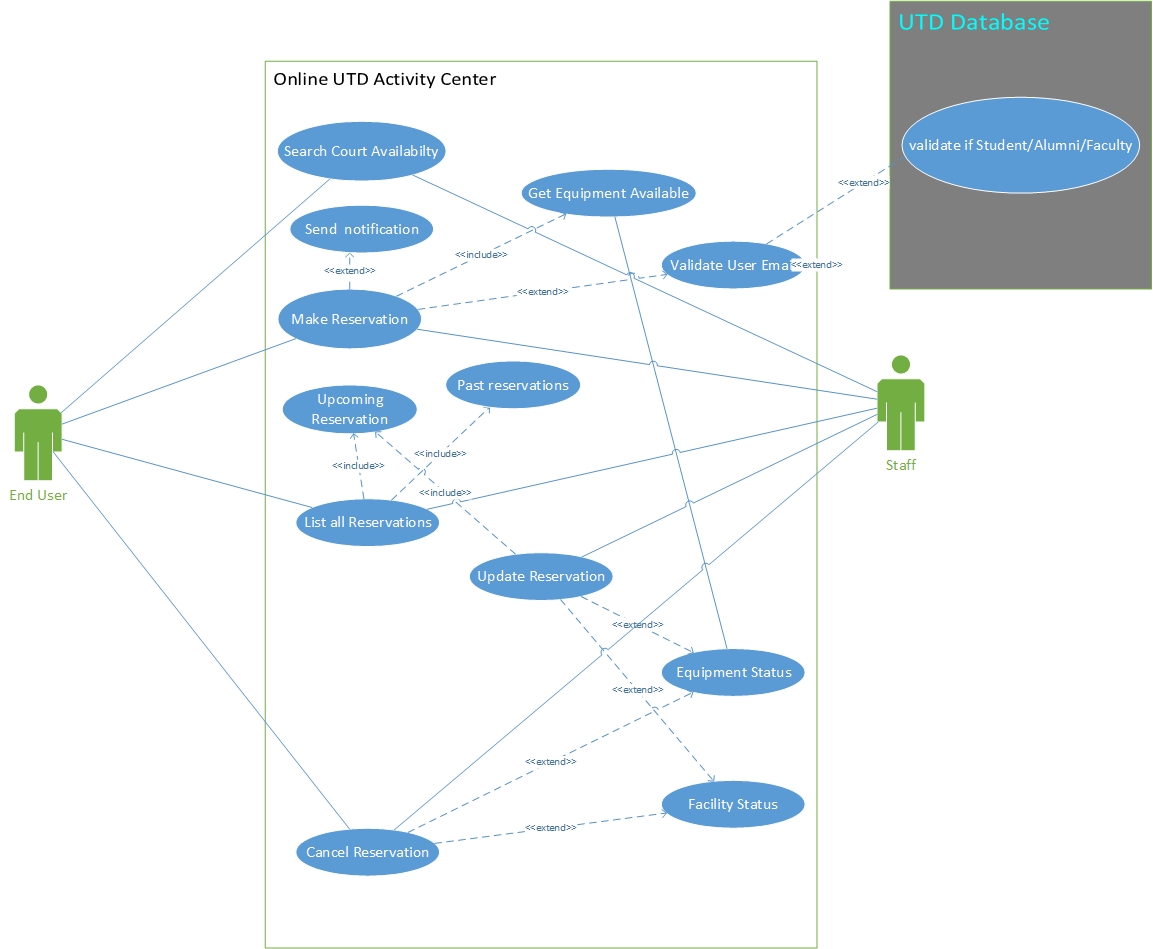 UTD Database
Online UTD Activity Center
validate if Student/Alumni/Faculty
Search Court Availabilty
<<extend>>
Get Equipment Available
Send  notification
<<include>>
Validate User Emai
<<extend>>
<<extend>>
<<extend>>
Make Reservation
Past reservations
Upcoming
Reservation
<<include>>
<<include>>
Staff
<<include>>
End User
List all Reservations
Update Reservation
<<extend>>
Equipment Status
<<extend>>
<<extend>>
Facility Status
<<extend>>
Cancel Reservation